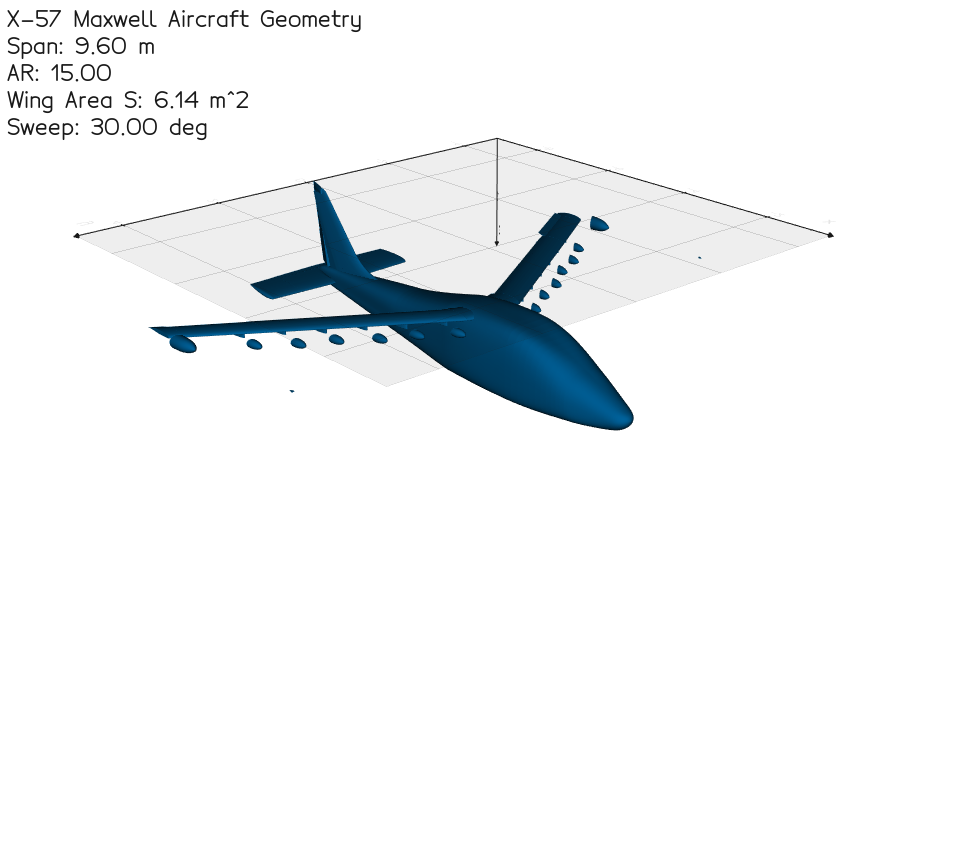 X-57 Maxwell Aircraft Geometry
Span: 9.60 m
AR: 15.00
Wing Area S: 6.14 m^2
Sweep: 30.00 deg